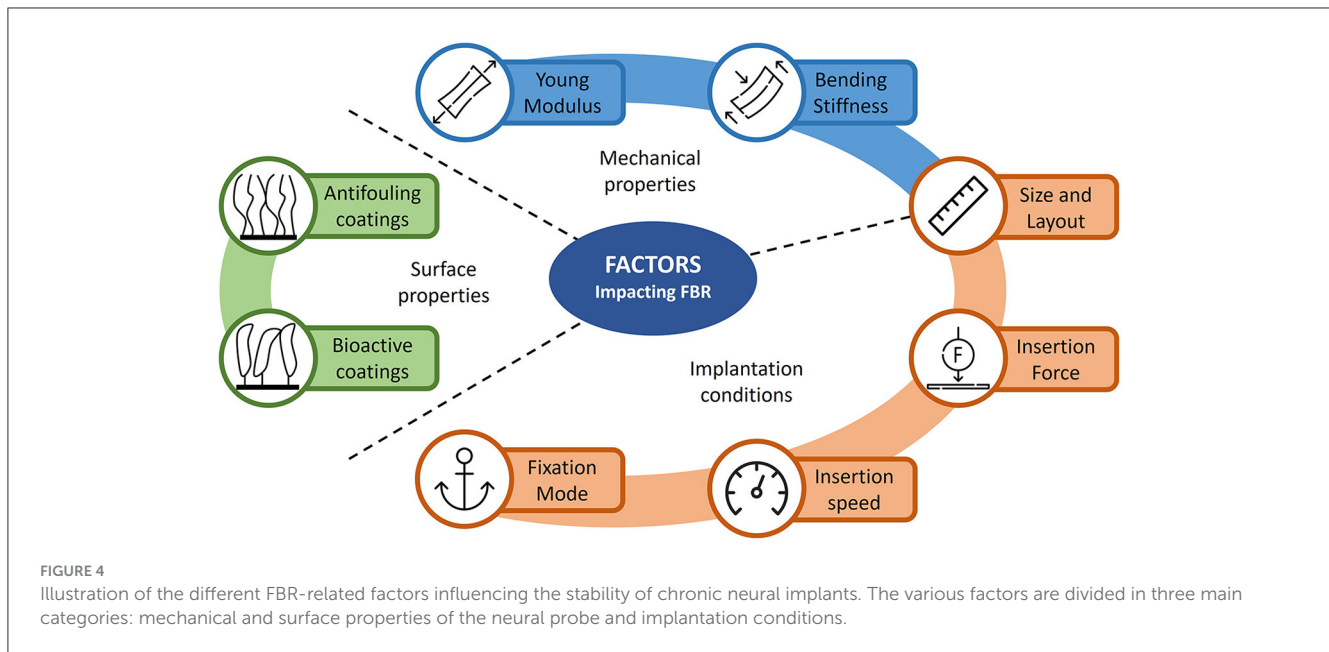 Young
Modulus
Bending
Stiffness
Mechanical
properties
Antifouling
coatings
Size and
Layout
Surface
properties
FACTORS
Impacting FBR
Bioactive
coatings
Implantation
conditions
F
Insertion
Force
Fixation
Mode
Insertion
speed
FIGURE 4
Illustration of the different FBR-related factors influencing the stability of chronic neural implants. The various factors are divided in three main
categories: mechanical and surface properties of the neural probe and implantation conditions.